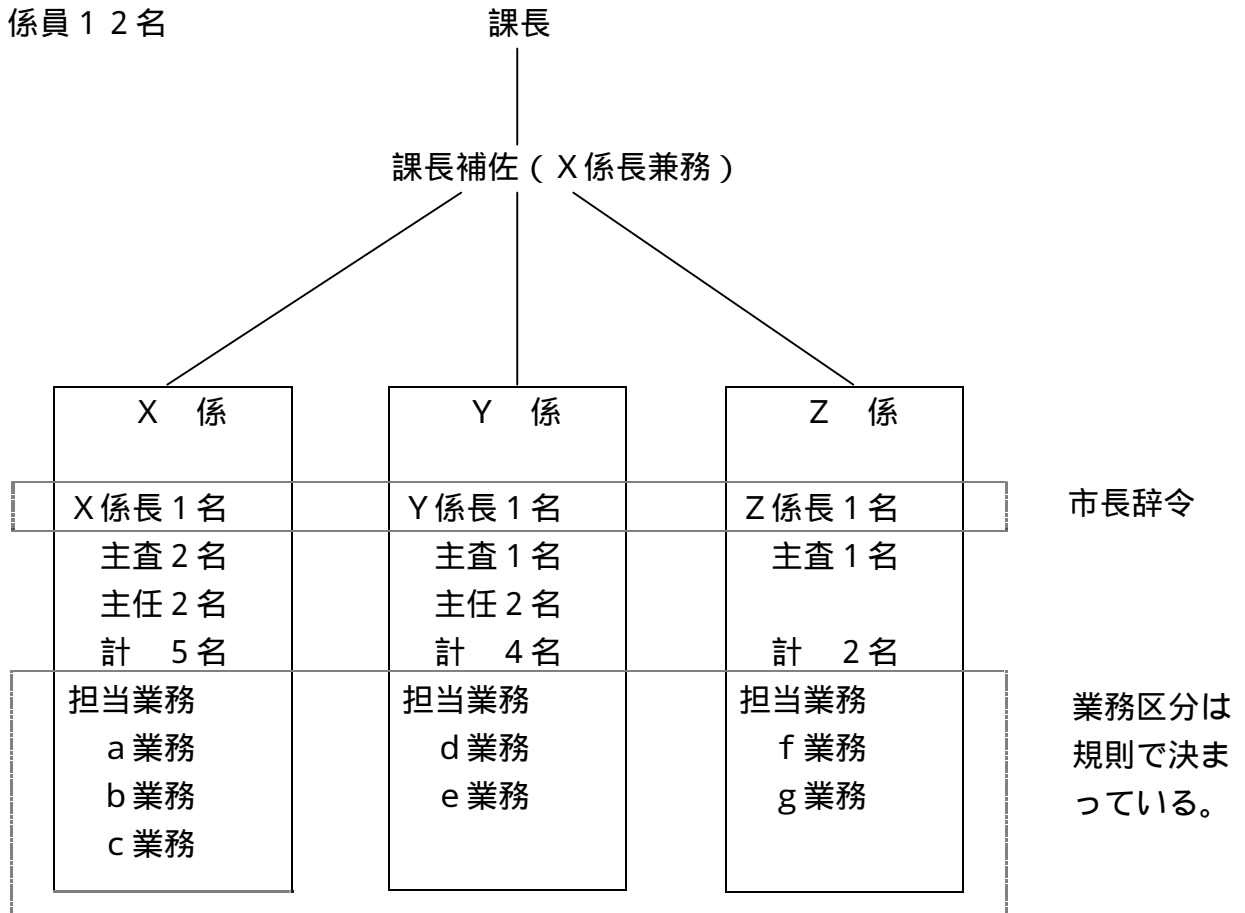 係員１２名
課長
課長補佐（Ｘ係長兼務）
Ｘ　係
Ｘ係長１名
主査２名
主任２名
計　５名
担当業務
ａ業務
ｂ業務
ｃ業務
Ｙ　係
Ｙ係長１名
主査１名
主任２名
計　４名
担当業務
ｄ業務
ｅ業務
Ｚ　係
Ｚ係長１名
主査１名
計　２名
担当業務
ｆ業務
ｇ業務
市長辞令
業務区分は
規則で決ま
っている。